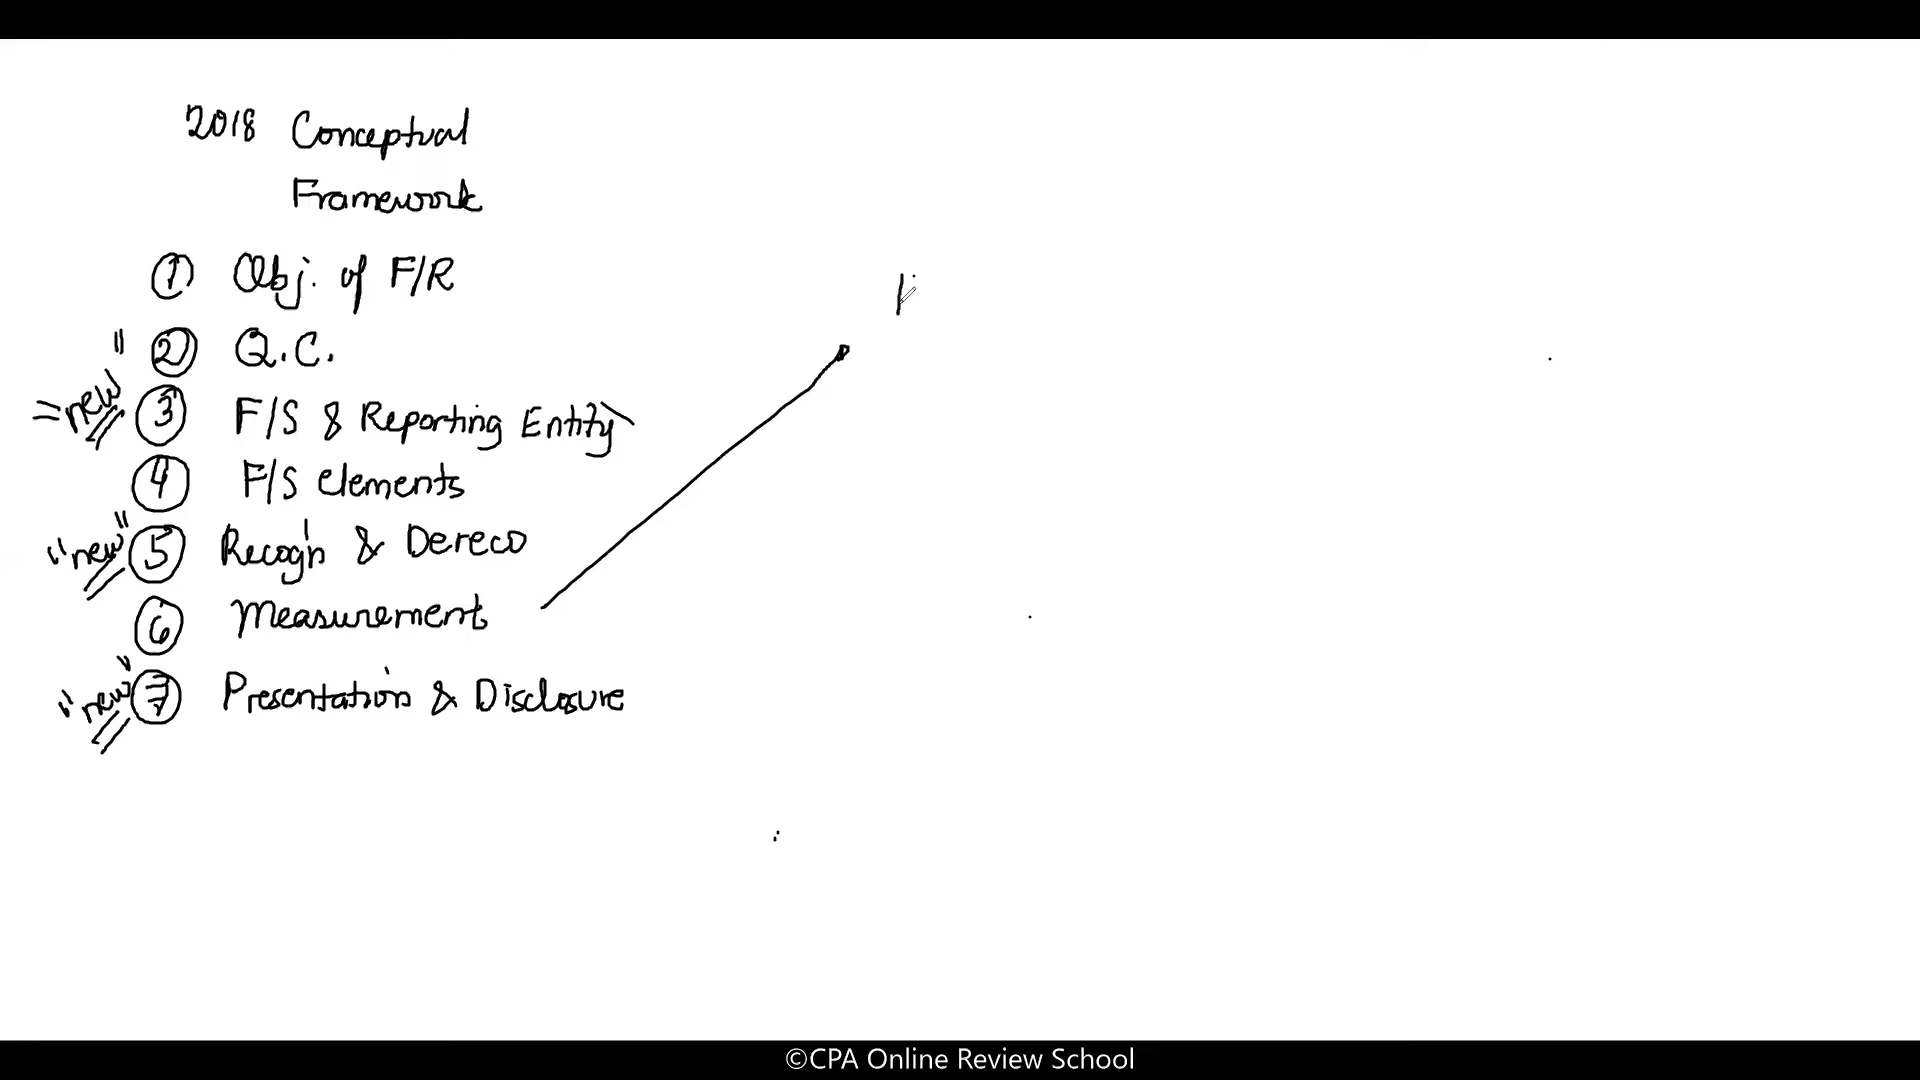 2018 Conceptual
Framework
① Obj. of F/R
② Q.C.
"new" ③ F/S & Reporting Entity
④ F/S elements
"new" ⑤ Recog'n & Dereco
⑥ Measurement
"new" ⑦ Presentation & Disclosure
©CPA Online Review School